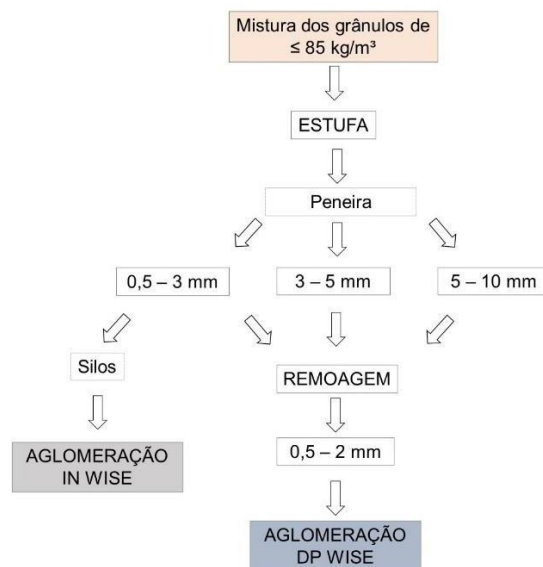 Mistura dos grânulos de
≤ 85 kg/m³
ESTUFA
Peneira
0,5 – 3 mm
3 – 5 mm
5 – 10 mm
Silos
REMOAGEM
AGLOMERAÇÃO
IN WISE
0,5 – 2 mm
AGLOMERAÇÃO
DP WISE